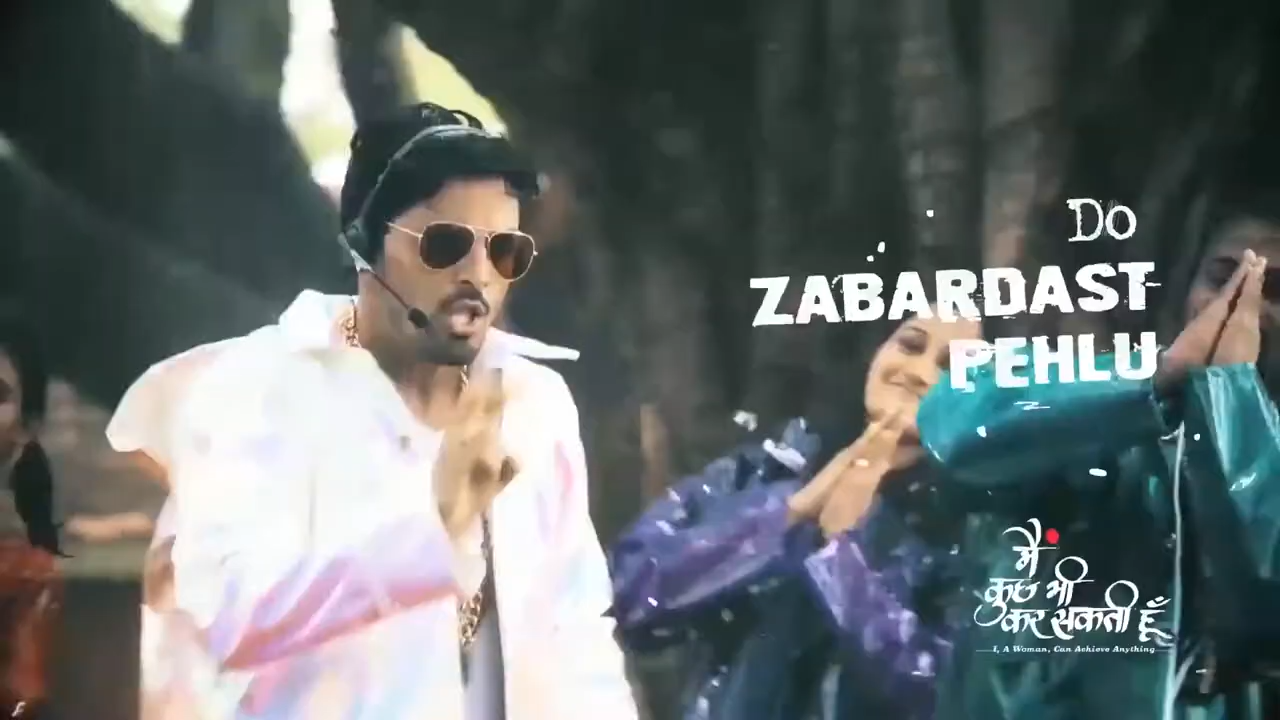 Do
ZABARDAST
PEHLU
मैं
कुछ भी
कर सकती हूँ
I, A Woman, Can Achieve Anything